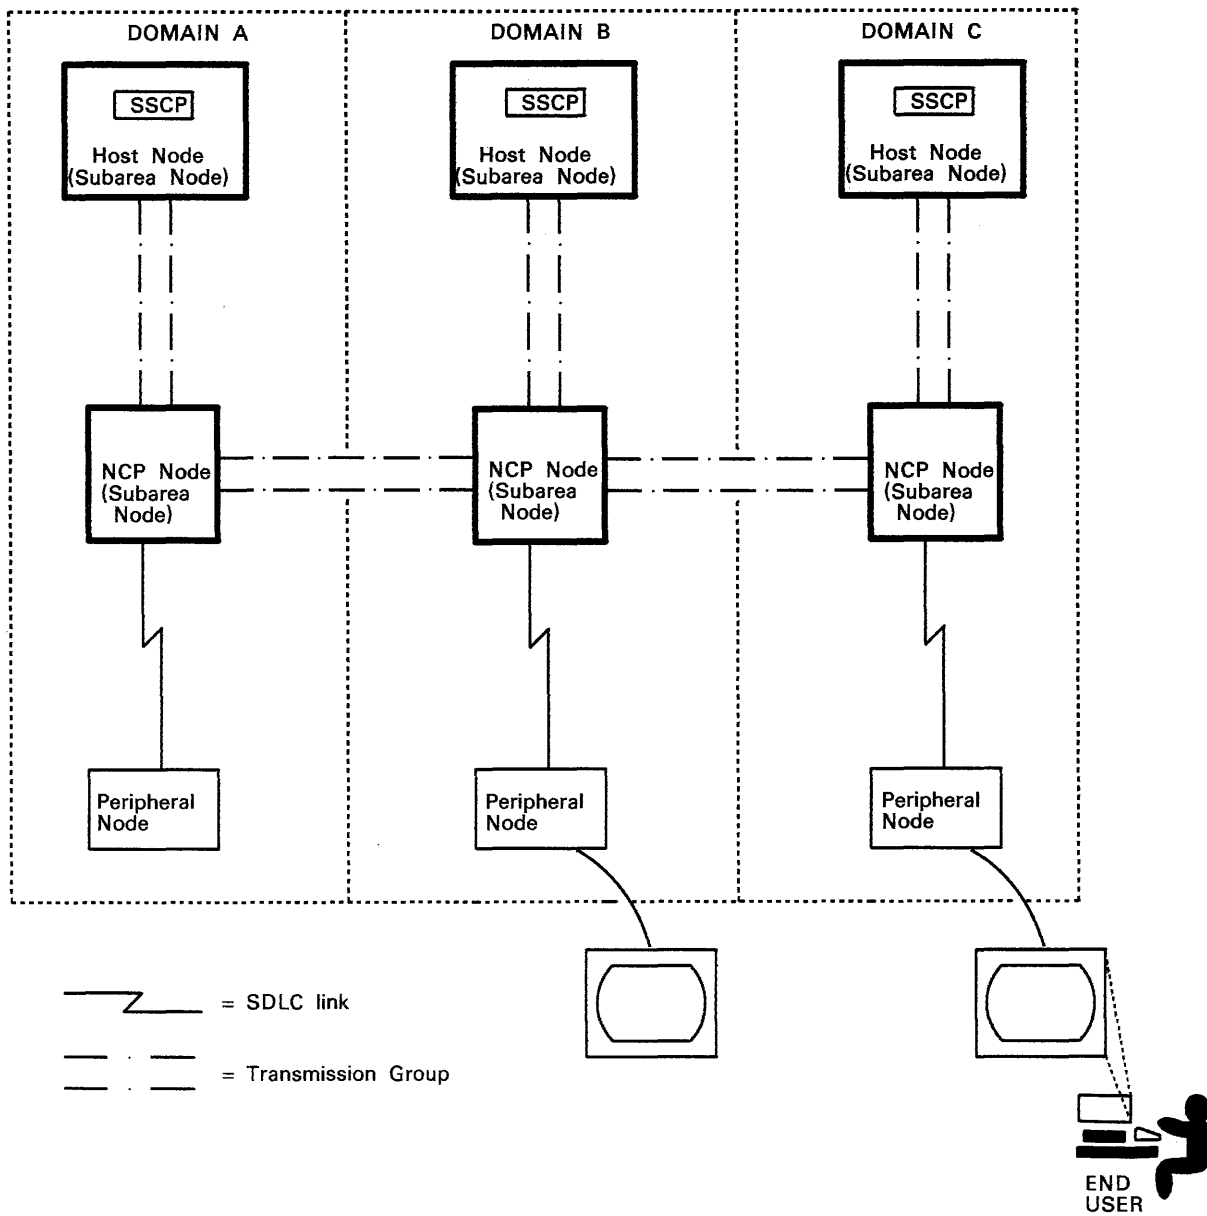 DOMAIN A
DOMAIN B
DOMAIN C
SSCP
Host Node
(Subarea Node)
SSCP
Host Node
(Subarea Node)
SSCP
Host Node
(Subarea Node)
NCP Node
(Subarea
Node)
NCP Node
(Subarea
Node)
NCP Node
(Subarea
Node)
Peripheral
Node
Peripheral
Node
Peripheral
Node
= SDLC link
= Transmission Group
END
USER